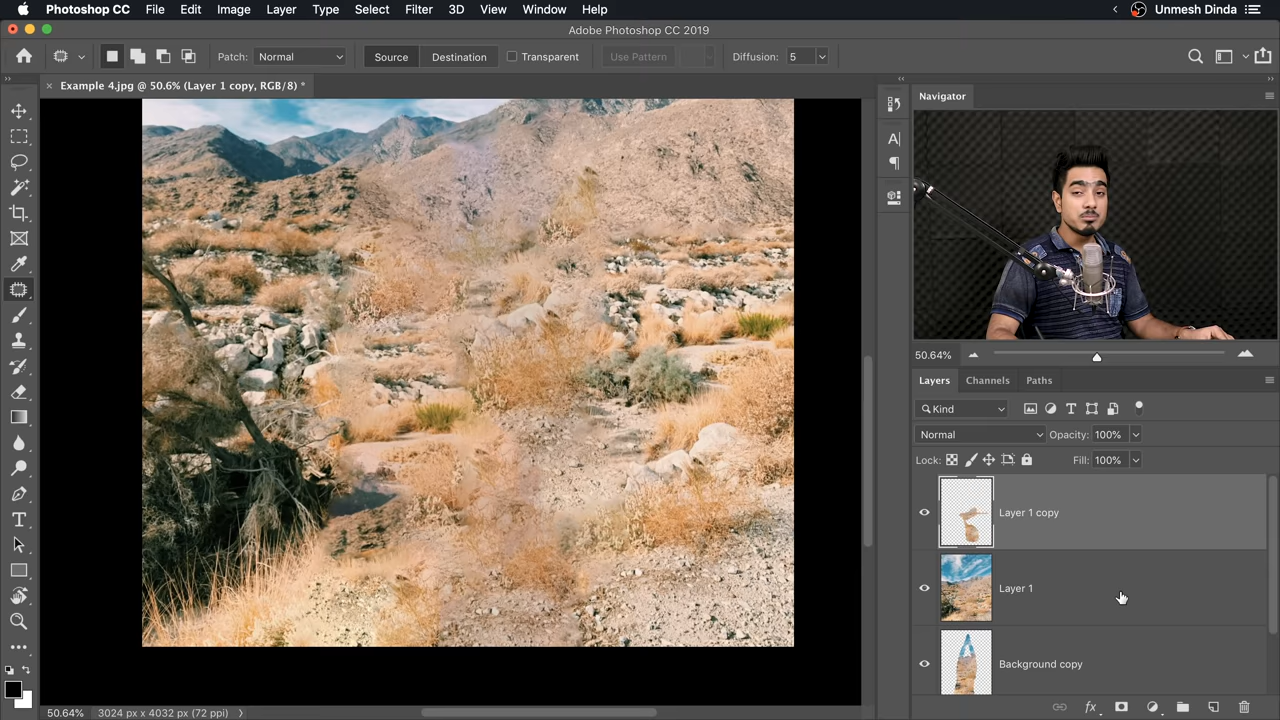 Photoshop CC File Edit Image Layer Type Select Filter 3D View Window Help Unmesh Dinda
Adobe Photoshop CC 2019
Patch: Normal Source Destination Transparent Use Pattern Diffusion: 5
× Example 4.jpg @ 50.6% (Layer 1 copy, RGB/8) *
Navigator
50.64%
Layers Channels Paths
Kind
Normal Opacity: 100%
Lock: Fill: 100%
Layer 1 copy
Layer 1
Background copy
fx
50.64% 3024 px x 4032 px (72 ppi)